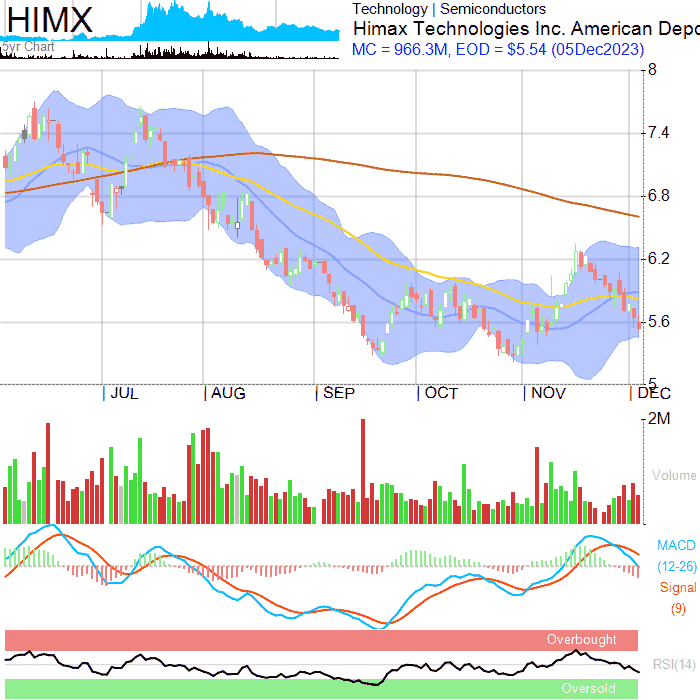 HIMX
5yr Chart
Technology | Semiconductors
Himax Technologies Inc. American Depo
MC = 966.3M, EOD = $5.54 (05Dec2023)
8
7.4
6.8
6.2
5.6
5
JUL
AUG
SEP
OCT
NOV
DEC
2M
Volume
MACD
(12-26)
Signal
(9)
Overbought
RSI(14)
Oversold